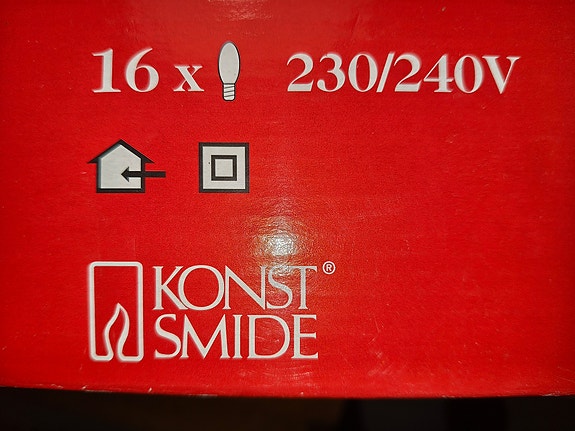 16 x 230/240V
KONST®
SMIDE